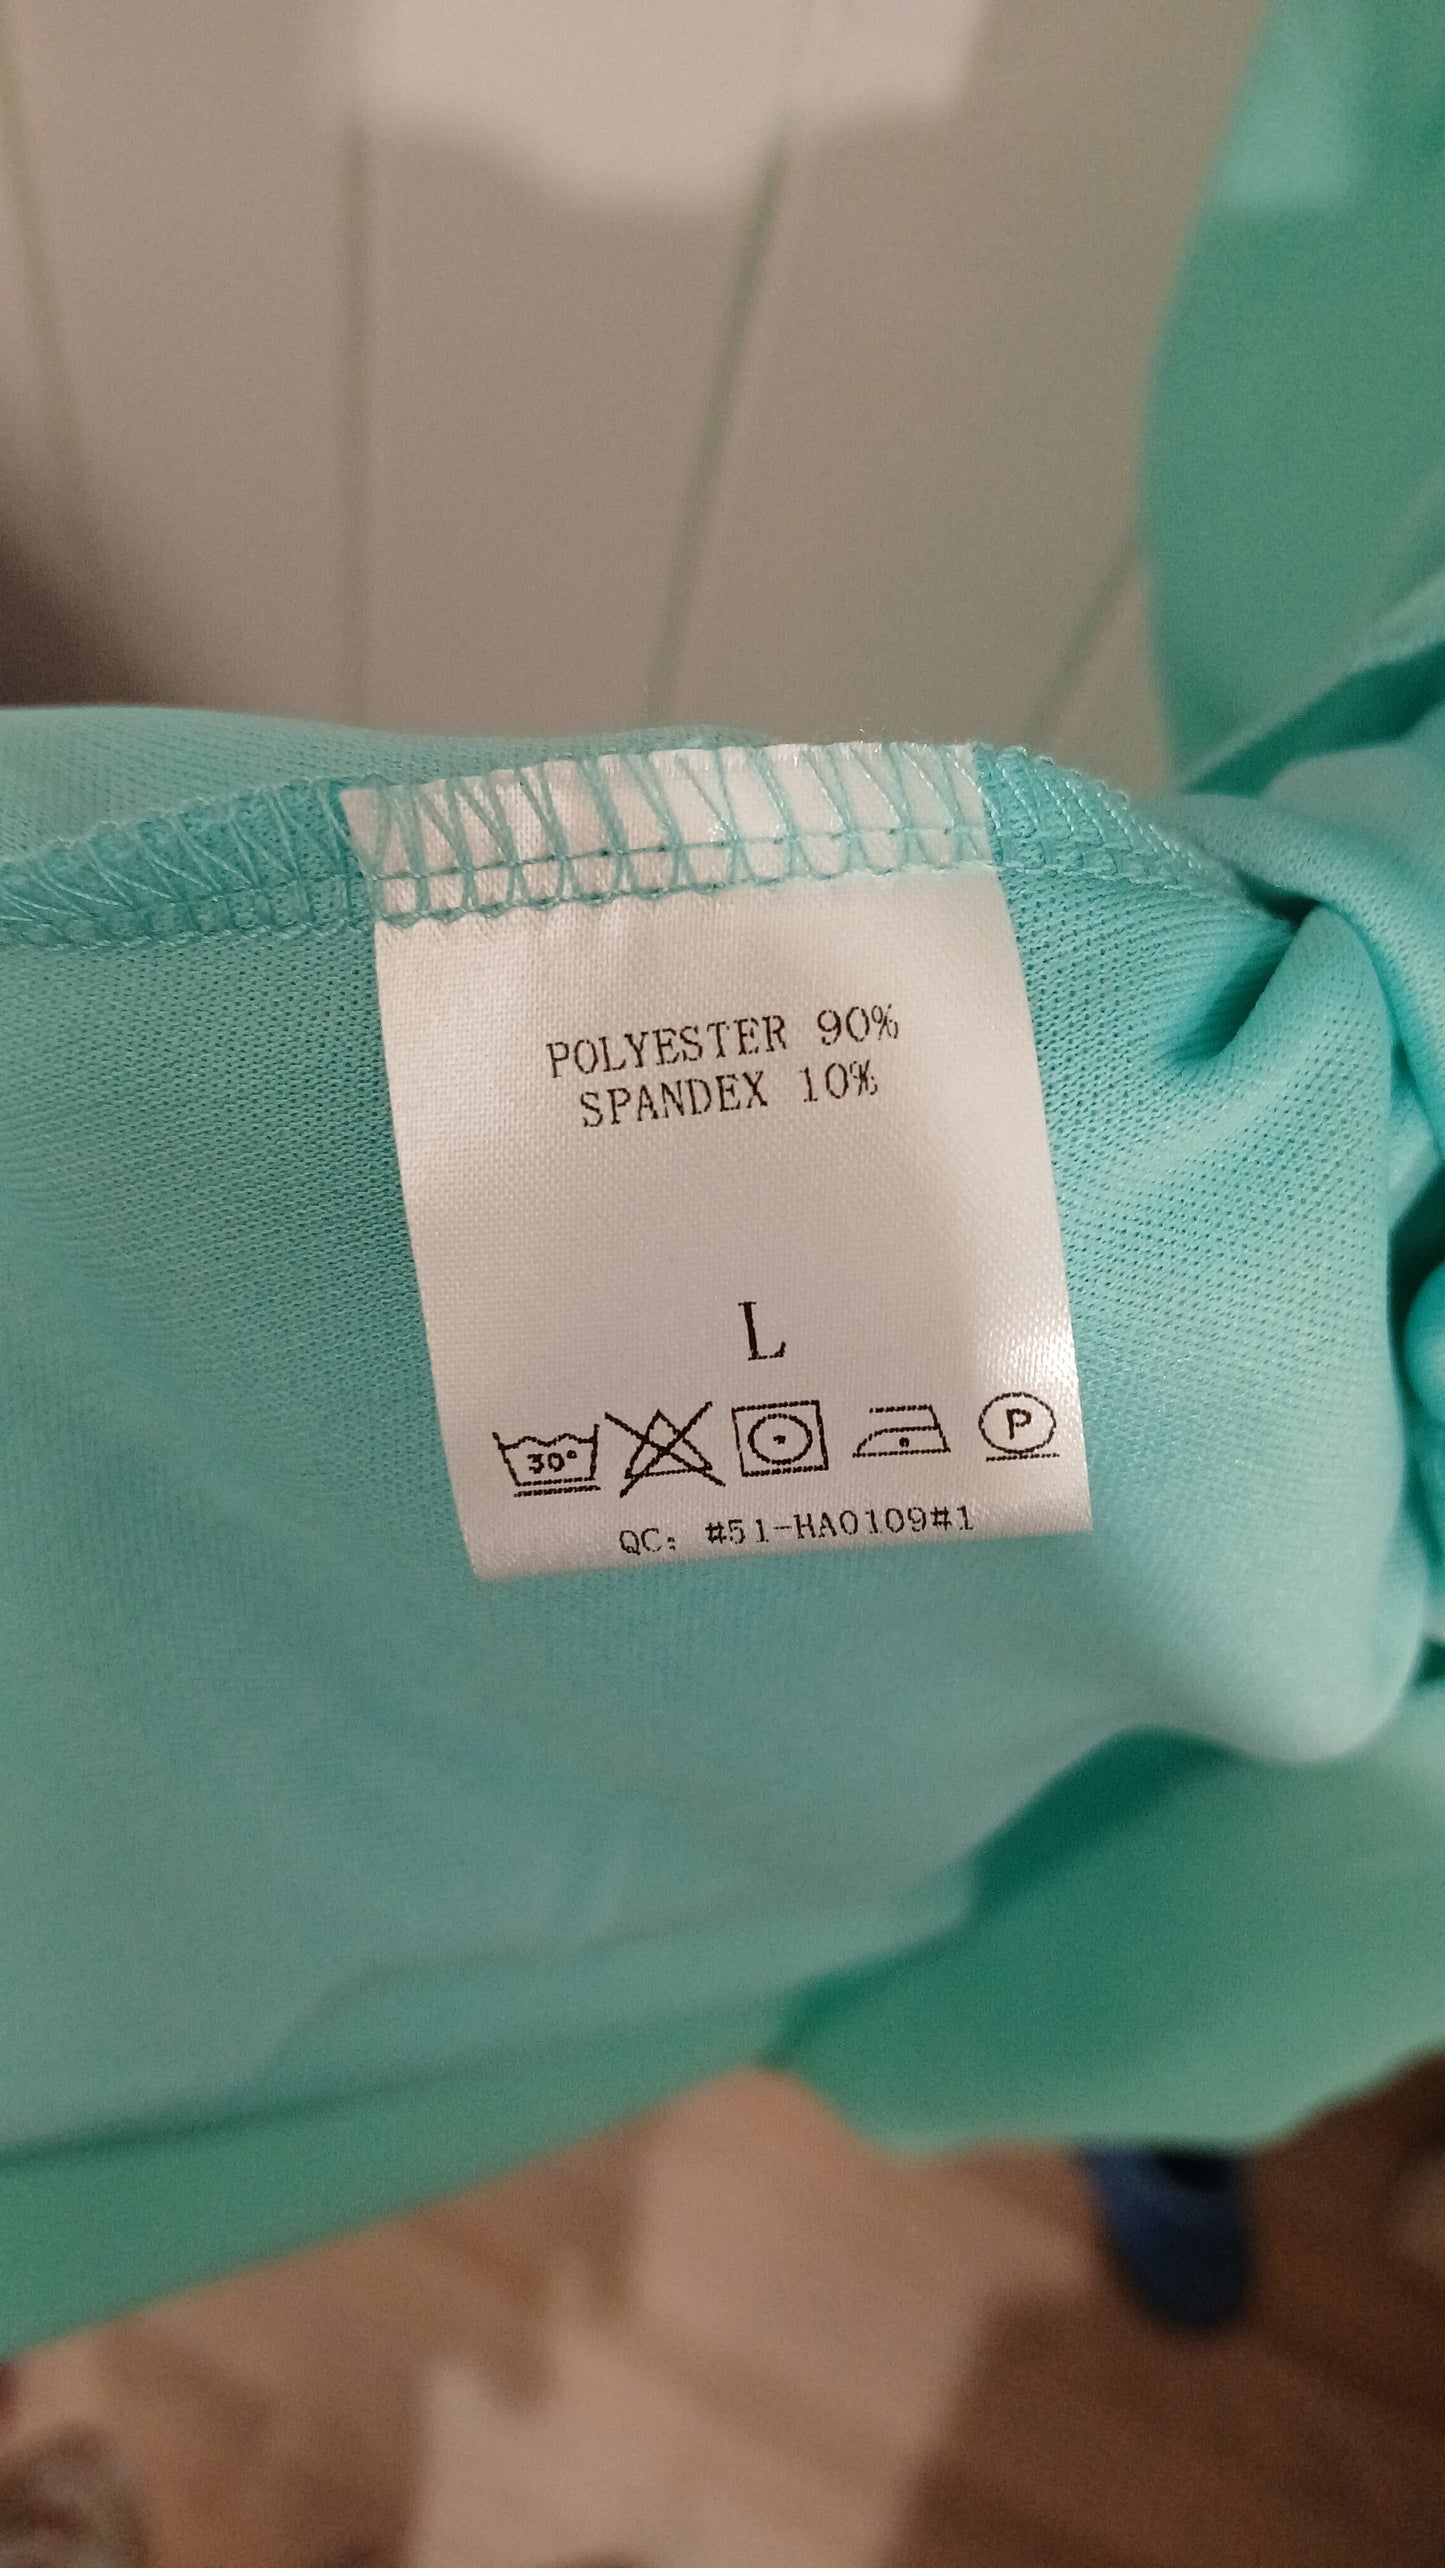 POLYESTER 90%
SPANDEX 10%
L
30° P
QC: #51-HA0109#1